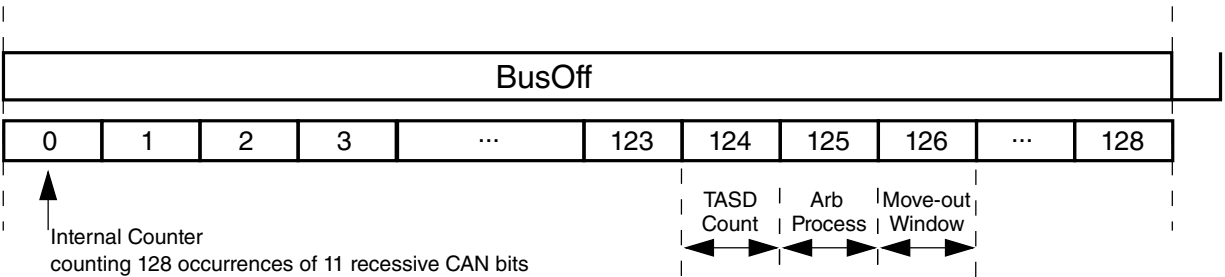 BusOff
0 1 2 3 ... 123 124 125 126 ... 128
TASD Arb Move-out
Count Process Window
Internal Counter
counting 128 occurrences of 11 recessive CAN bits